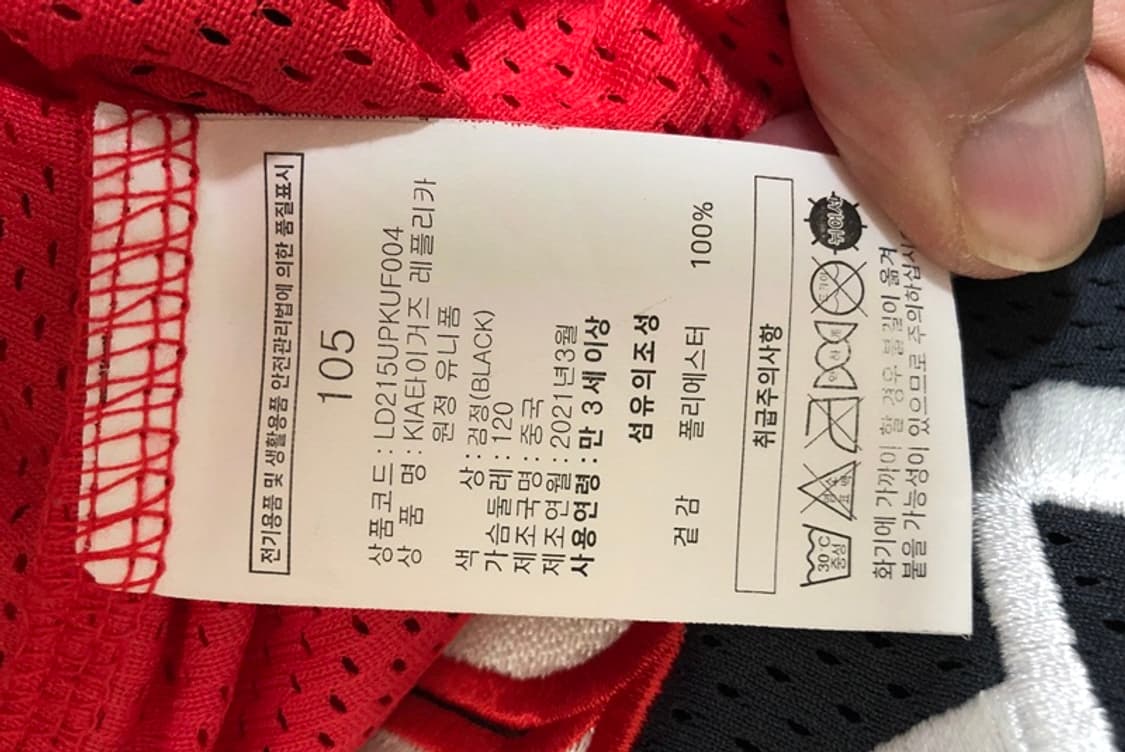 전기용품 및 생활용품 안전관리법에 의한 품질표시
105
상품코드 : LD215UPKUF004
상 품 명 : KIA타이거즈 레플리카
원정 유니폼
색 상 : 검정(BLACK)
가슴둘레 : 120
제조국명 : 중국
제조연월 : 2021년3월
사용연령 : 만 3세이상
섬유의조성
겉감 폴리에스터 100%
취급주의사항
30℃
중성
화기에 가까이 할 경우 불길이 옮겨
붙을 가능성이 있으므로 주의하십시